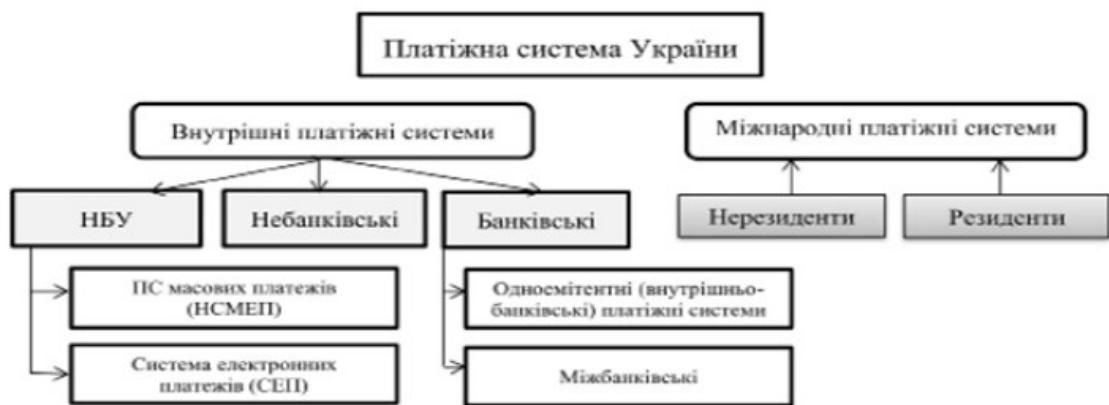 Платіжна система України
Внутрішні платіжні системи
Міжнародні платіжні системи
НБУ
Небанківські
Банківські
Нерезиденти
Резиденти
ПС масових платежів
(НСМЕП)
Одноемітентні (внутрішньо-
банківські) платіжні системи
Система електронних
платежів (СЕП)
Міжбанківські